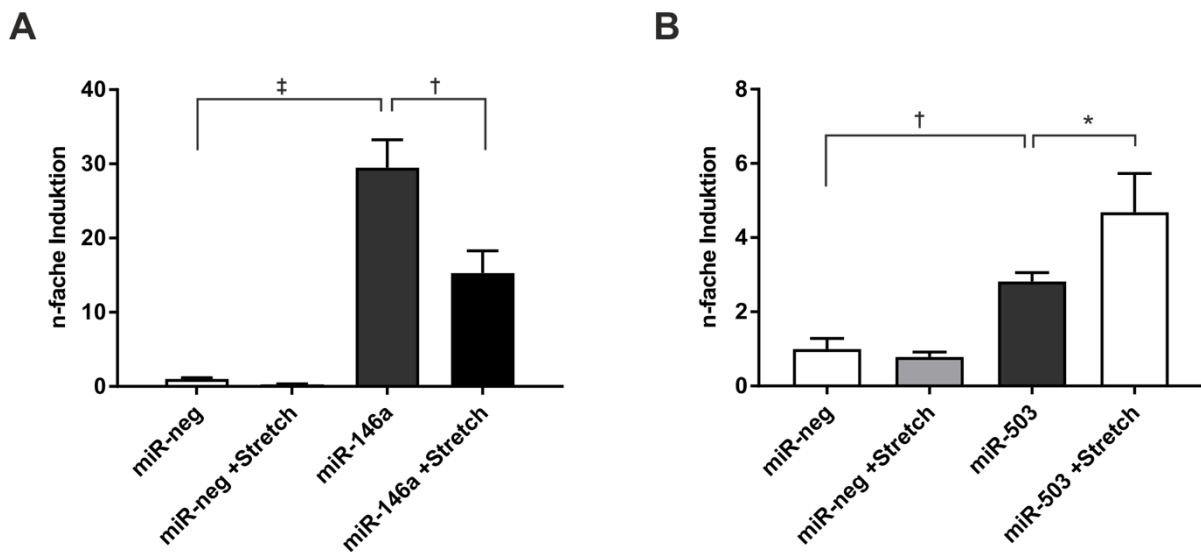 A
n-fache Induktion
40
30
20
10
0
‡
†
miR-neg
miR-neg +Stretch
miR-146a
miR-146a +Stretch
B
n-fache Induktion
8
6
4
2
0
†
*
miR-neg
miR-neg +Stretch
miR-503
miR-503 +Stretch